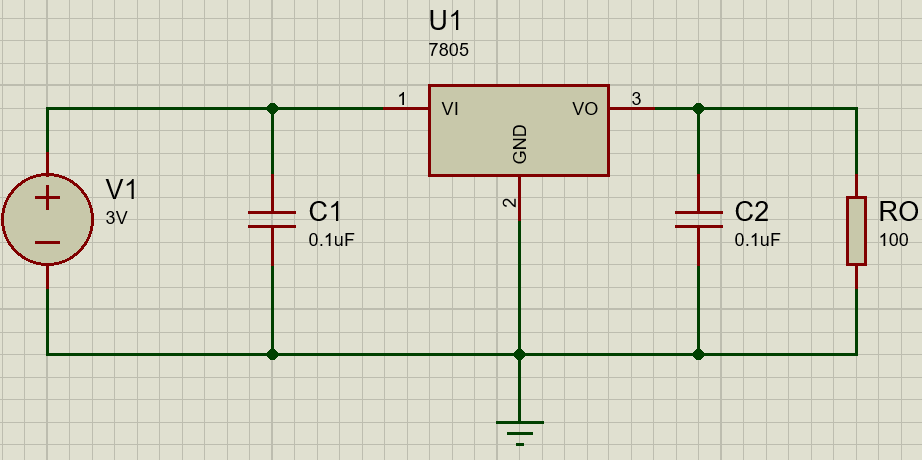 U1
7805
1
VI
VO
3
GND
2
V1
3V
C1
0.1uF
C2
0.1uF
RO
100